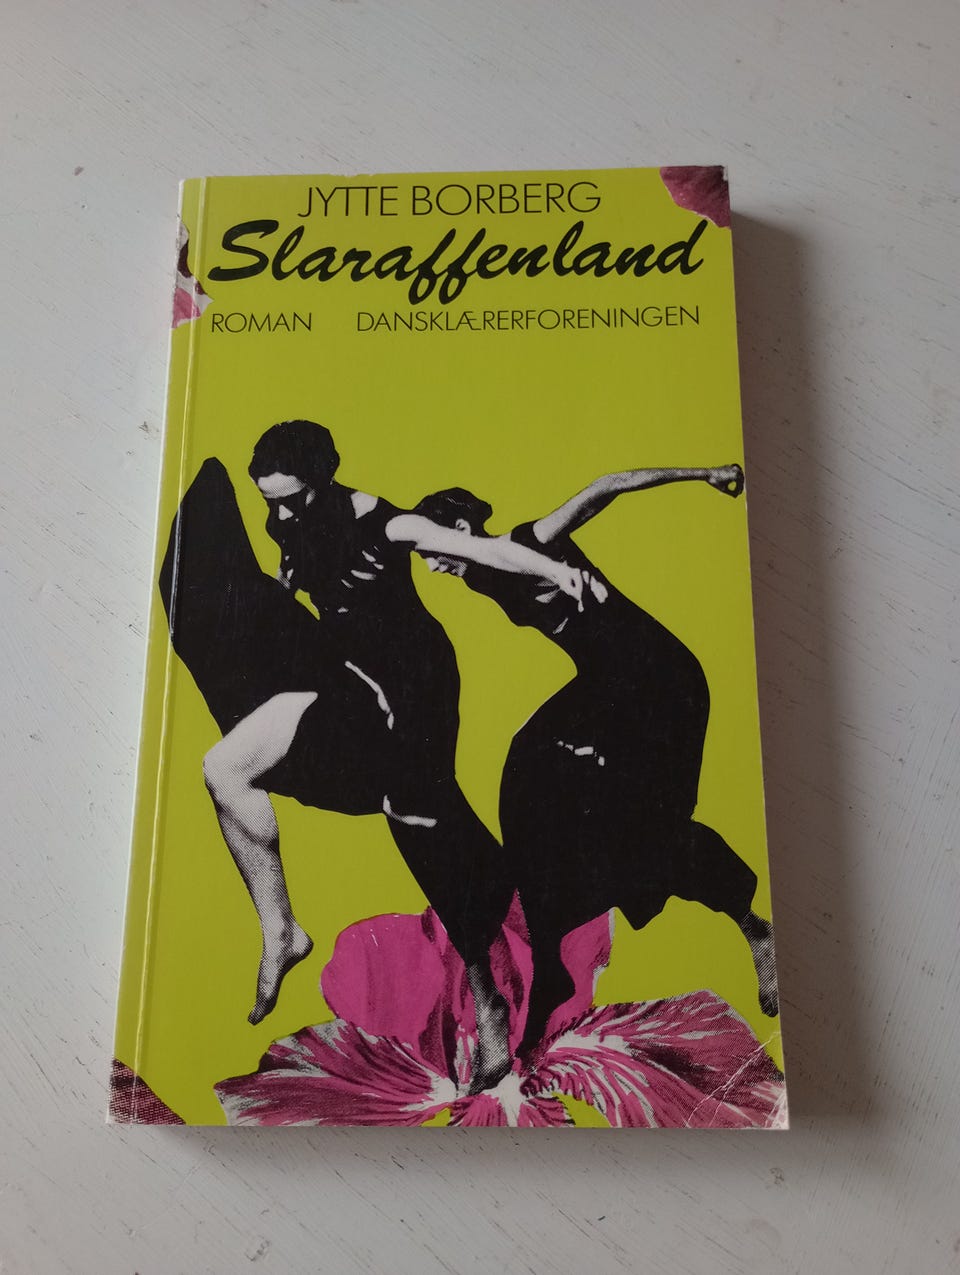 JYTTE BORBERG
Slaraffenland
ROMAN DANSKLÆRERFORENINGEN